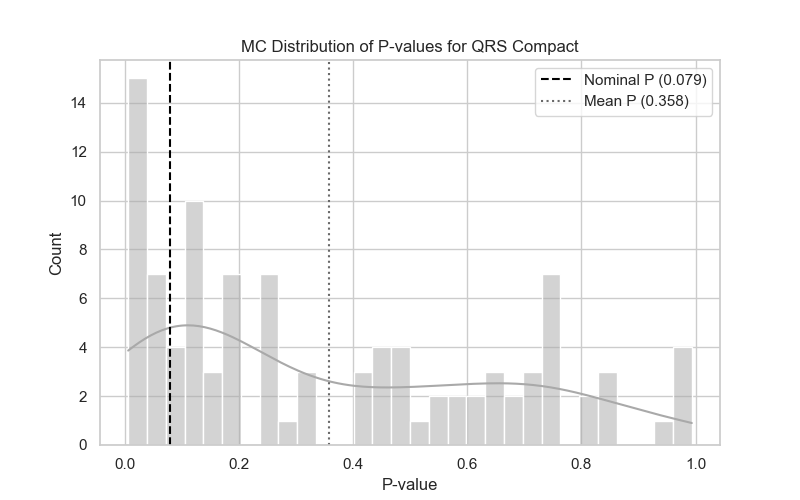 MC Distribution of P-values for QRS Compact
Nominal P (0.079)
Mean P (0.358)
14
12
10
8
6
4
2
0
Count
0.0 0.2 0.4 0.6 0.8 1.0
P-value